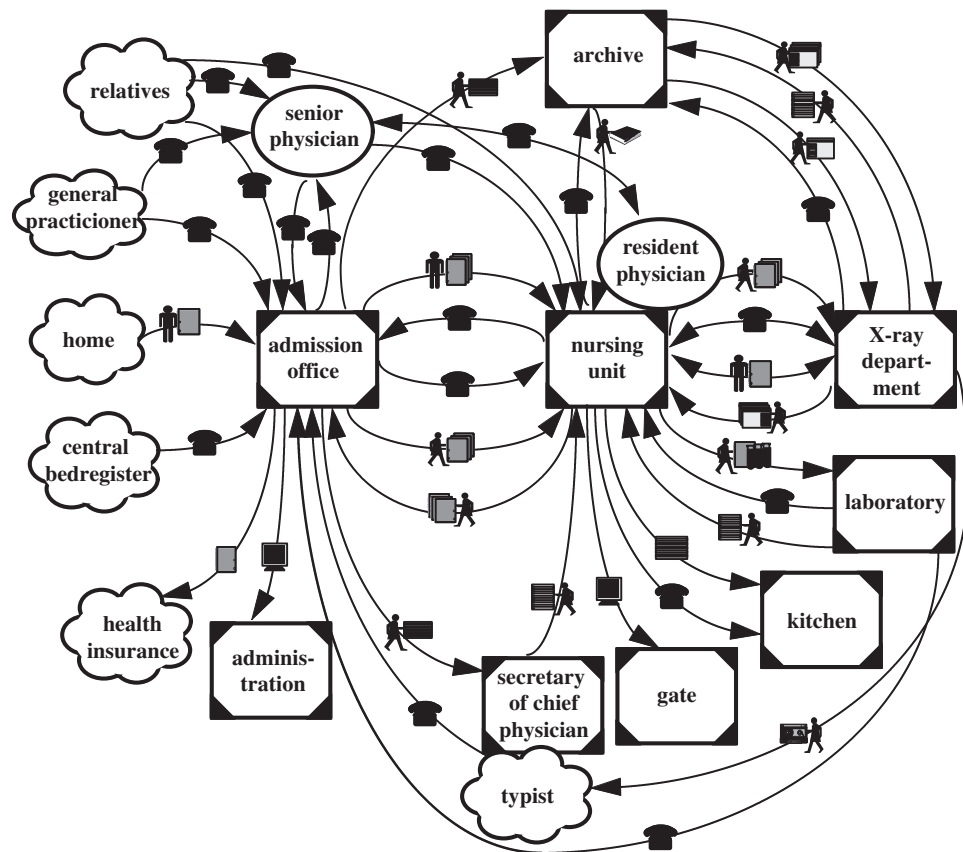 archive
relatives
senior
physician
general
practicioner
resident
physician
home
admission
office
nursing
unit
X-ray
depart-
ment
central
bedregister
laboratory
health
insurance
adminis-
tration
kitchen
secretary
of chief
physician
gate
typist